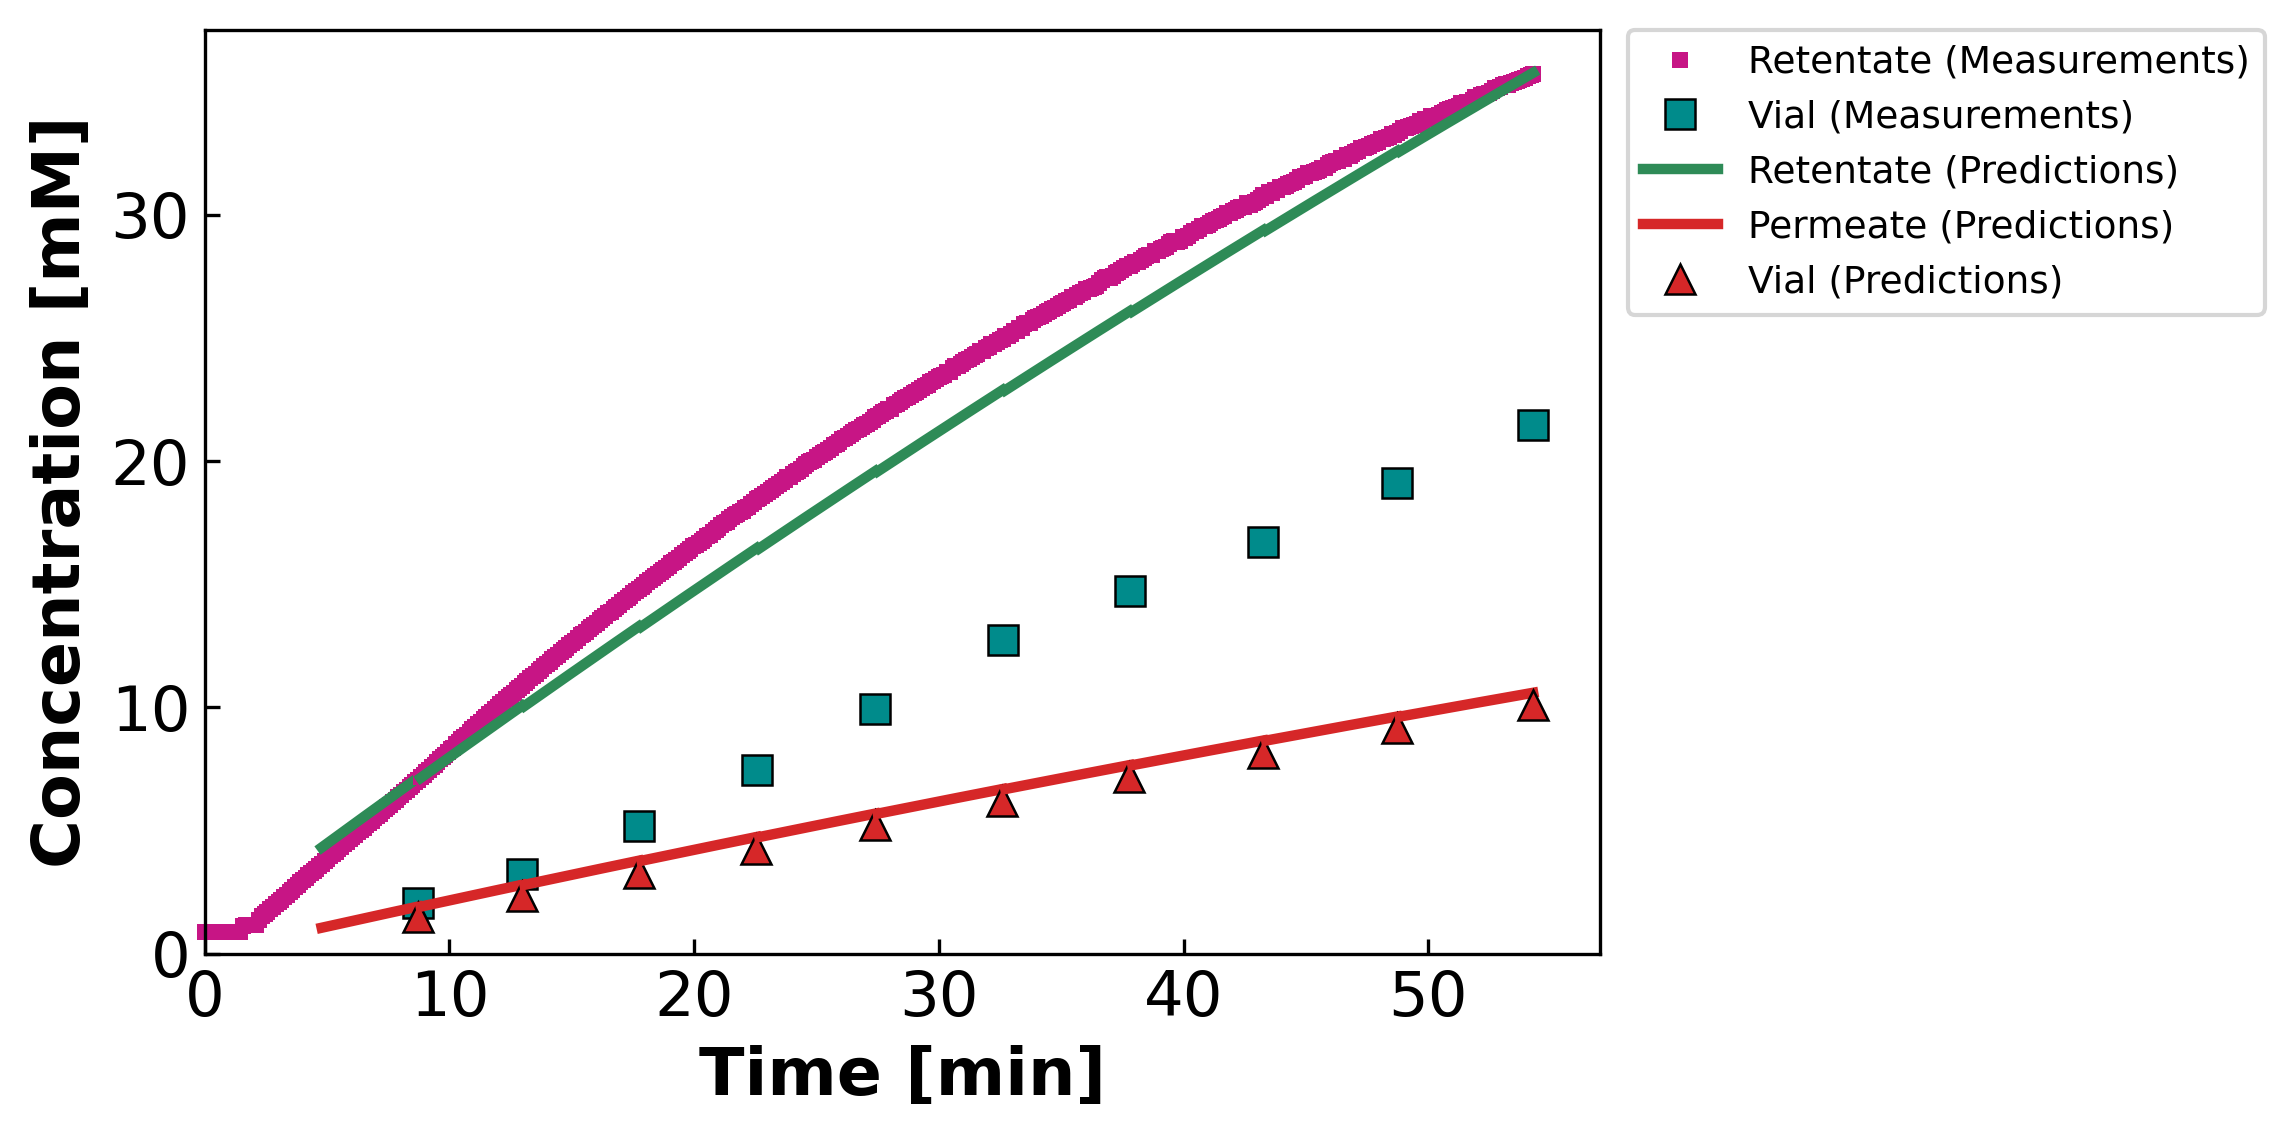 Concentration [mM]
30
20
10
0
0 10 20 30 40 50
Time [min]
Retentate (Measurements)
Vial (Measurements)
Retentate (Predictions)
Permeate (Predictions)
Vial (Predictions)